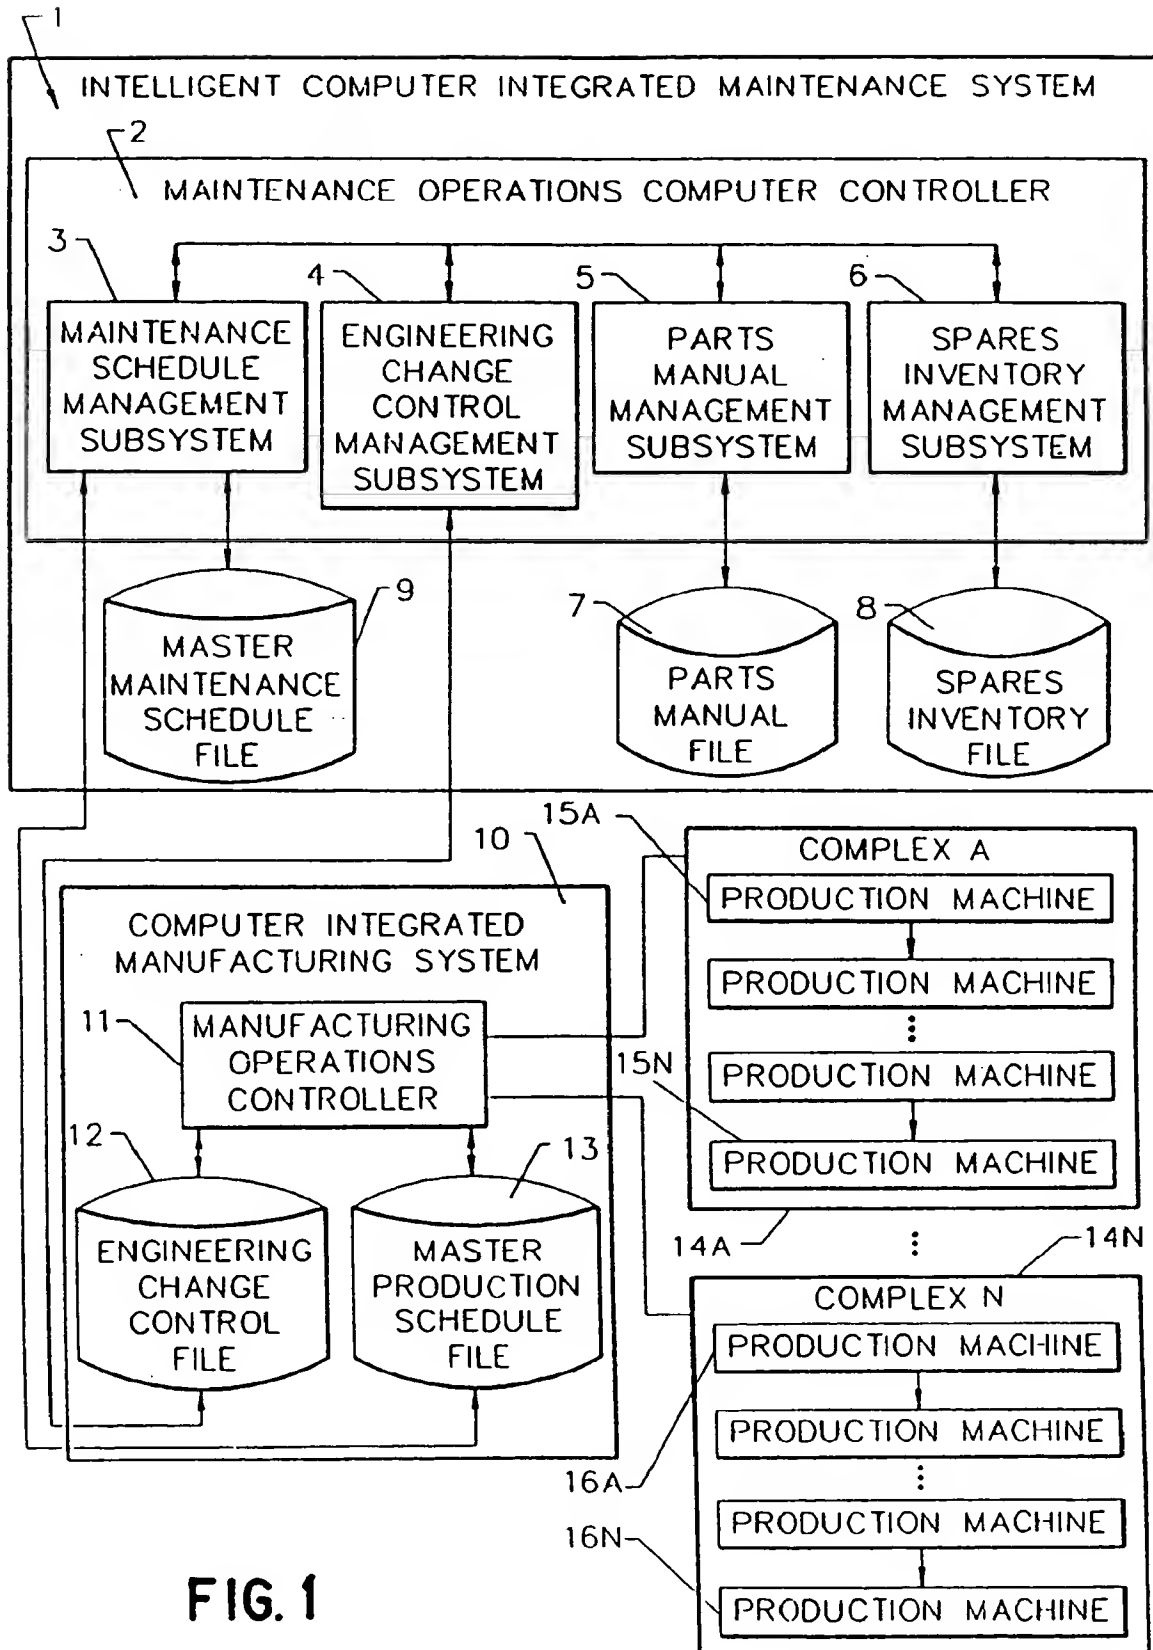 1
INTELLIGENT COMPUTER INTEGRATED MAINTENANCE SYSTEM
2
MAINTENANCE OPERATIONS COMPUTER CONTROLLER
3
MAINTENANCE
SCHEDULE
MANAGEMENT
SUBSYSTEM
4
ENGINEERING
CHANGE
CONTROL
MANAGEMENT
SUBSYSTEM
5
PARTS
MANUAL
MANAGEMENT
SUBSYSTEM
6
SPARES
INVENTORY
MANAGEMENT
SUBSYSTEM
9
MASTER
MAINTENANCE
SCHEDULE
FILE
7
PARTS
MANUAL
FILE
8
SPARES
INVENTORY
FILE
10
COMPUTER INTEGRATED
MANUFACTURING SYSTEM
11
MANUFACTURING
OPERATIONS
CONTROLLER
12
ENGINEERING
CHANGE
CONTROL
FILE
13
MASTER
PRODUCTION
SCHEDULE
FILE
15A
COMPLEX A
PRODUCTION MACHINE
PRODUCTION MACHINE
PRODUCTION MACHINE
15N
PRODUCTION MACHINE
14A
14N
COMPLEX N
PRODUCTION MACHINE
16A
PRODUCTION MACHINE
PRODUCTION MACHINE
16N
PRODUCTION MACHINE
FIG. 1